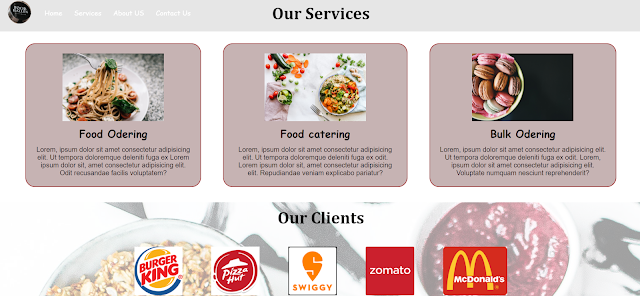 Home Services About US Contact Us
Our Services
Food Odering
Food catering
Bulk Odering
Lorem, ipsum dolor sit amet consectetur adipisicing
elit. Ut tempora doloremque deleniti fuga ex Lorem
ipsum dolor sit, amet consectetur adipisicing elit.
Odit recusandae facilis voluptatem?
Lorem, ipsum dolor sit amet consectetur adipisicing
elit. Ut tempora doloremque deleniti fuga ex odit.
Lorem ipsum dolor sit, amet consectetur adipisicing
elit. Repudiandae veniam explicabo pariatur?
Lorem, ipsum dolor sit amet consectetur adipisicing
elit. Ut tempora doloremque deleniti fuga ex odit.
Lorem ipsum dolor sit, amet consectetur adipisicing elit.
Voluptate numquam nesciunt reprehenderit?
Our Clients
BURGER
KING
Pizza
Hut
SWIGGY
zomato
McDonald's